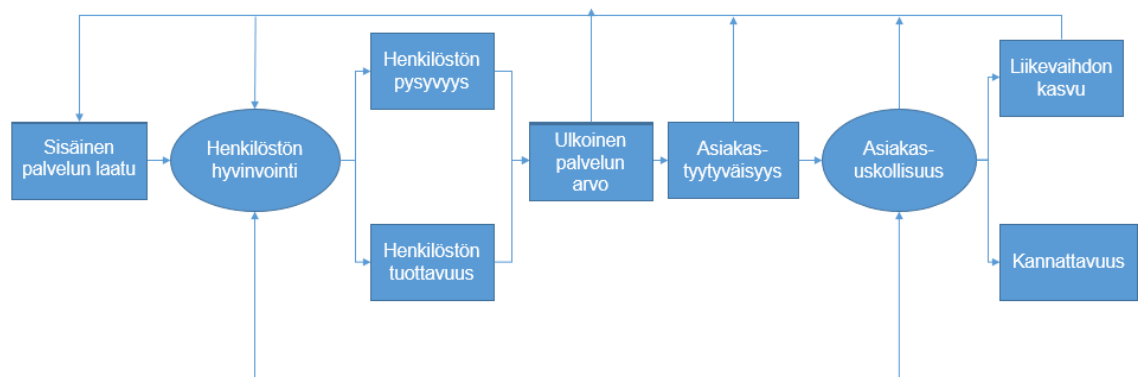 Sisäinen
palvelun laatu
Henkilöstön
hyvinvointi
Henkilöstön
pysyvyys
Henkilöstön
tuottavuus
Ulkoinen
palvelun
arvo
Asiakas-
tyytyväisyys
Asiakas-
uskollisuus
Liikevaihdon
kasvu
Kannattavuus